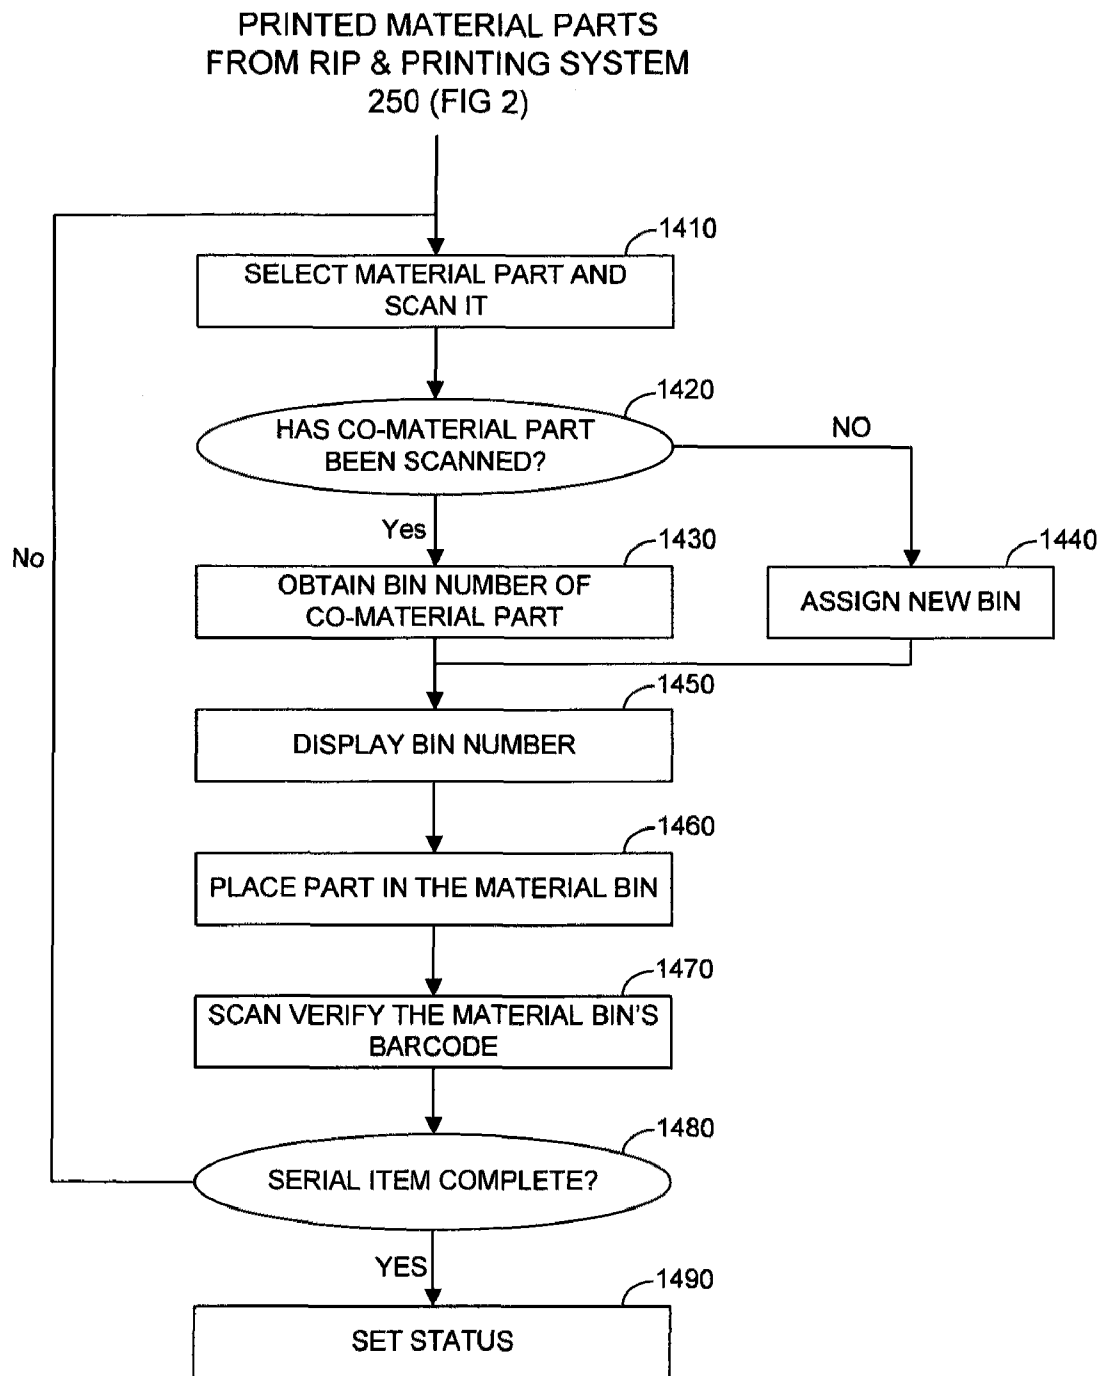 PRINTED MATERIAL PARTS
FROM RIP & PRINTING SYSTEM
250 (FIG 2)
1410
SELECT MATERIAL PART AND
SCAN IT
1420
HAS CO-MATERIAL PART
BEEN SCANNED?
NO
Yes
No
1430
OBTAIN BIN NUMBER OF
CO-MATERIAL PART
1440
ASSIGN NEW BIN
1450
DISPLAY BIN NUMBER
1460
PLACE PART IN THE MATERIAL BIN
1470
SCAN VERIFY THE MATERIAL BIN'S
BARCODE
1480
SERIAL ITEM COMPLETE?
YES
1490
SET STATUS